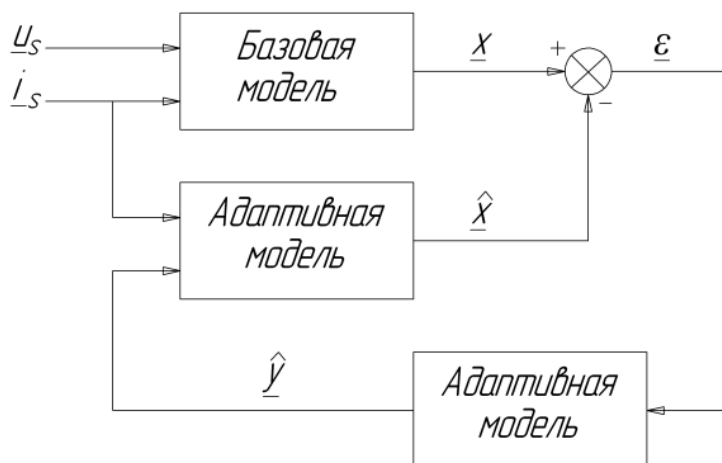 u_s
Базовая
модель
x
+
ε
i_s
-
Адаптивная
модель
x̂
ŷ
Адаптивная
модель